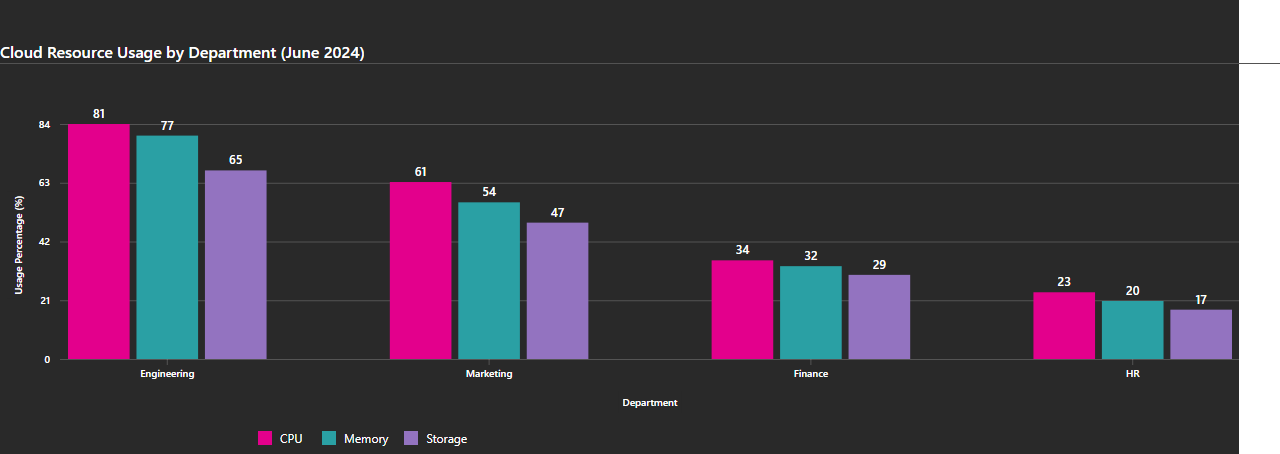 Cloud Resource Usage by Department (June 2024)
81
84
77
65
61
63
54
47
42
34
32
29
23
21
20
17
0
Usage Percentage (%)
Engineering
Marketing
Finance
HR
Department
CPU
Memory
Storage